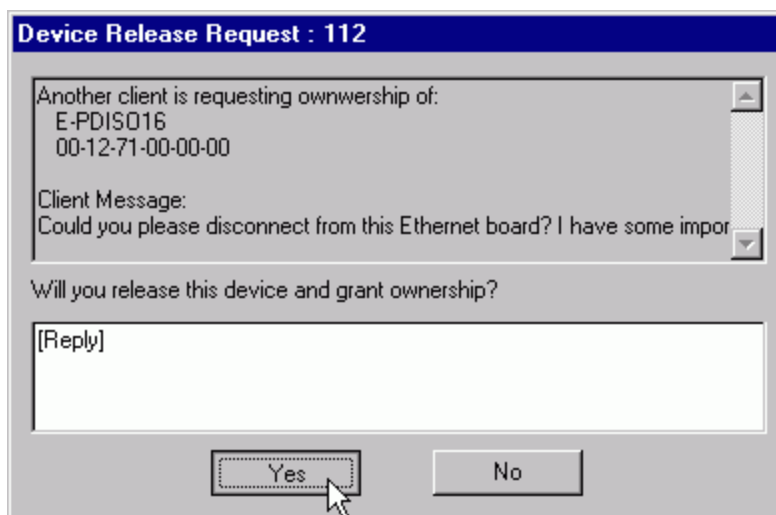 Device Release Request : 112
Another client is requesting ownwership of:
E-PDISO16
00-12-71-00-00-00
Client Message:
Could you please disconnect from this Ethernet board? I have some impor
Will you release this device and grant ownership?
[Reply]
Yes
No